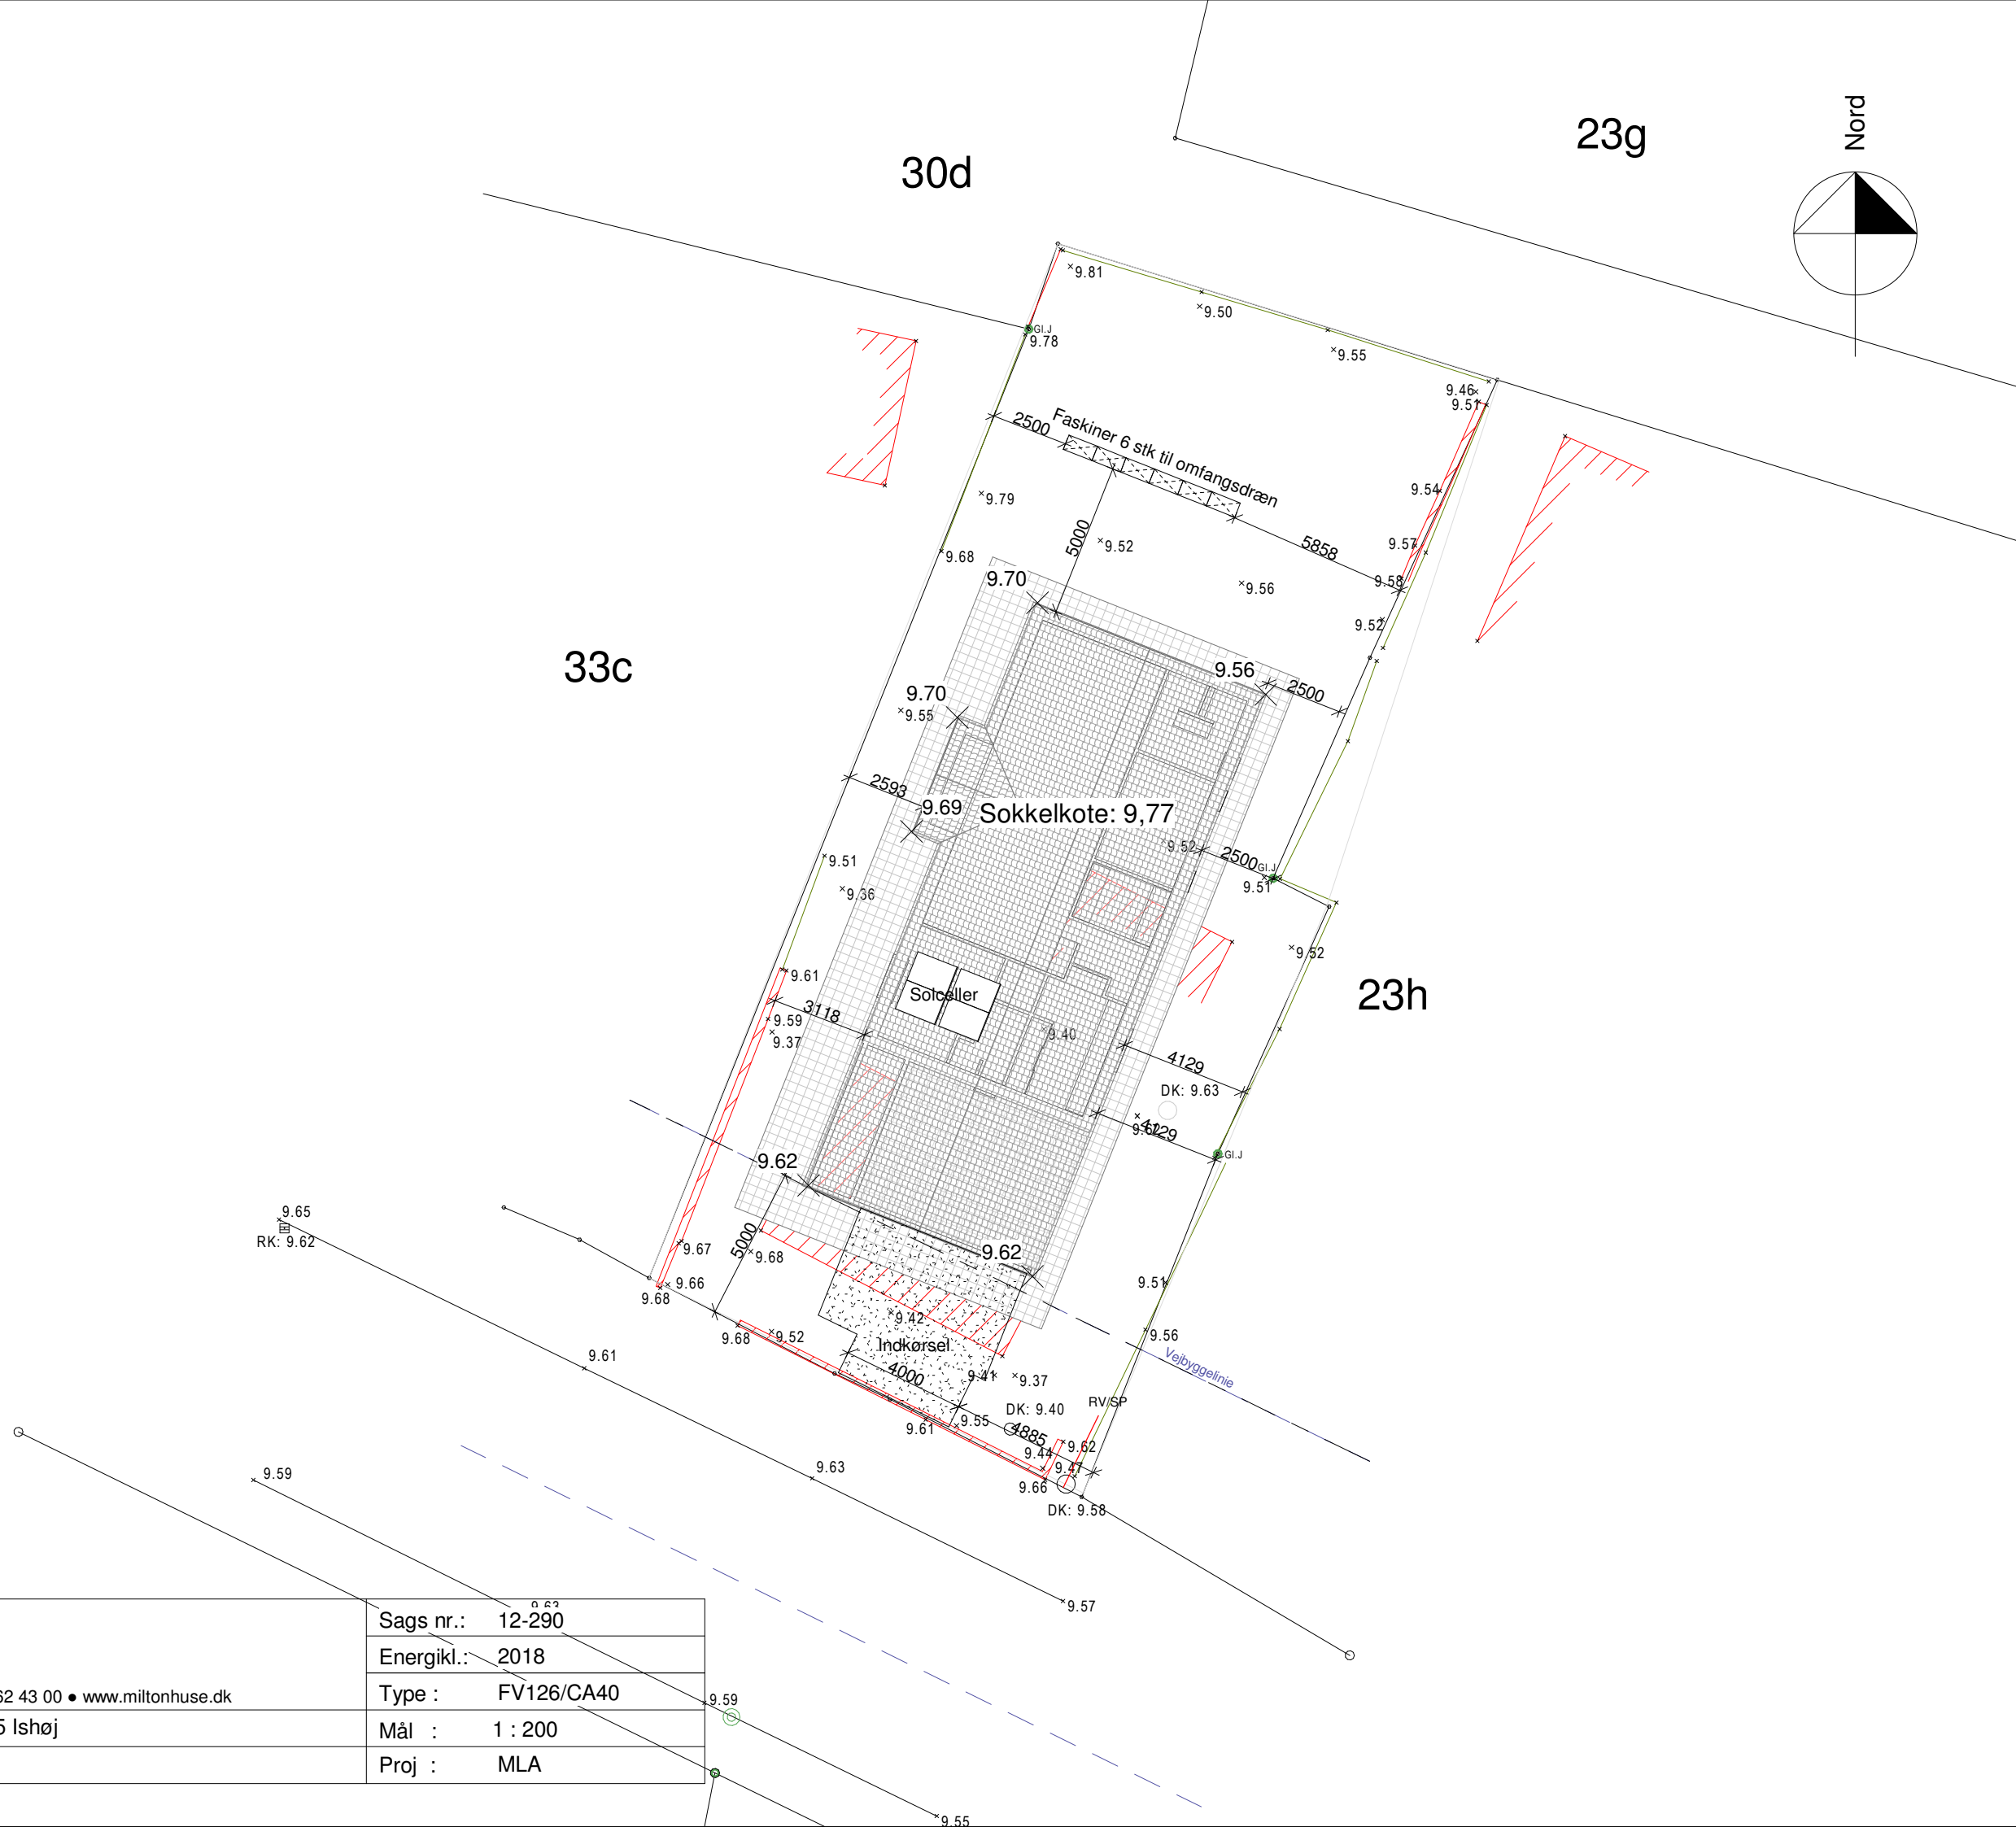 Nord
23g
30d
9.81
9.50
Gl.J
9.78
9.55
9.46
9.51
2500
Faskiner 6 stk til omfangsdræn
9.54
9.79
5000
9.52
5858
9.57
9.68
9.70
9.56
9.58
9.52
33c
9.56
2500
9.70
9.55
2593
9.69
Sokkelkote: 9,77
9.52
2500
Gl.J
9.51
9.51
9.36
9.52
9.61
Solceller
23h
3118
9.59
9.37
9.40
4129
DK: 9.63
4129
9.62
Gl.J
9.62
9.65
RK: 9.62
5000
9.67
9.68
9.62
9.66
9.68
9.51
9.42
9.68
9.52
Indkørsel
9.56
Vejbyggelinie
9.61
4000
9.41
9.37
RV/SP
DK: 9.40
9.55
9.61
4885
9.62
9.44
9.47
9.63
9.59
9.66
DK: 9.58
9.57
9.63
Sags nr.: 12-290
Energikl.: 2018
62 43 00 ● www.miltonhuse.dk
Type : FV126/CA40
9.59
5 Ishøj
Mål : 1 : 200
Proj : MLA
9.55